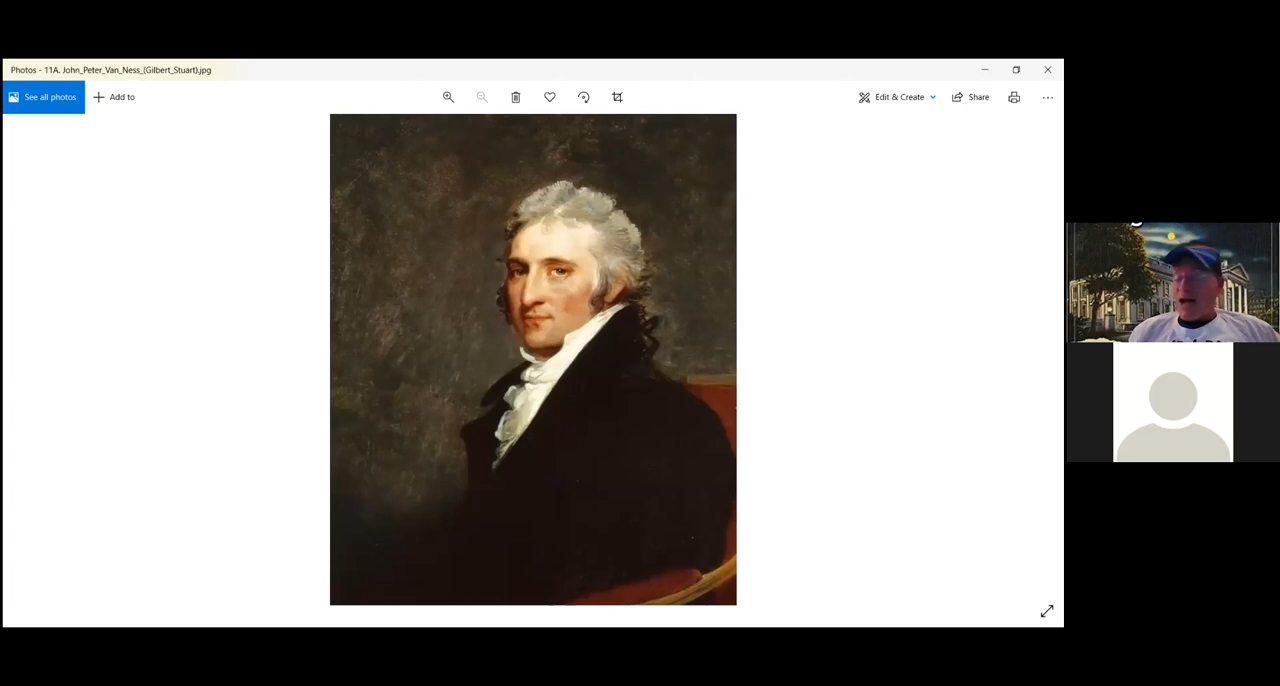 Photos - 11A. John_Peter_Van_Ness_(Gilbert_Stuart).jpg
See all photos
Add to
Edit & Create
Share